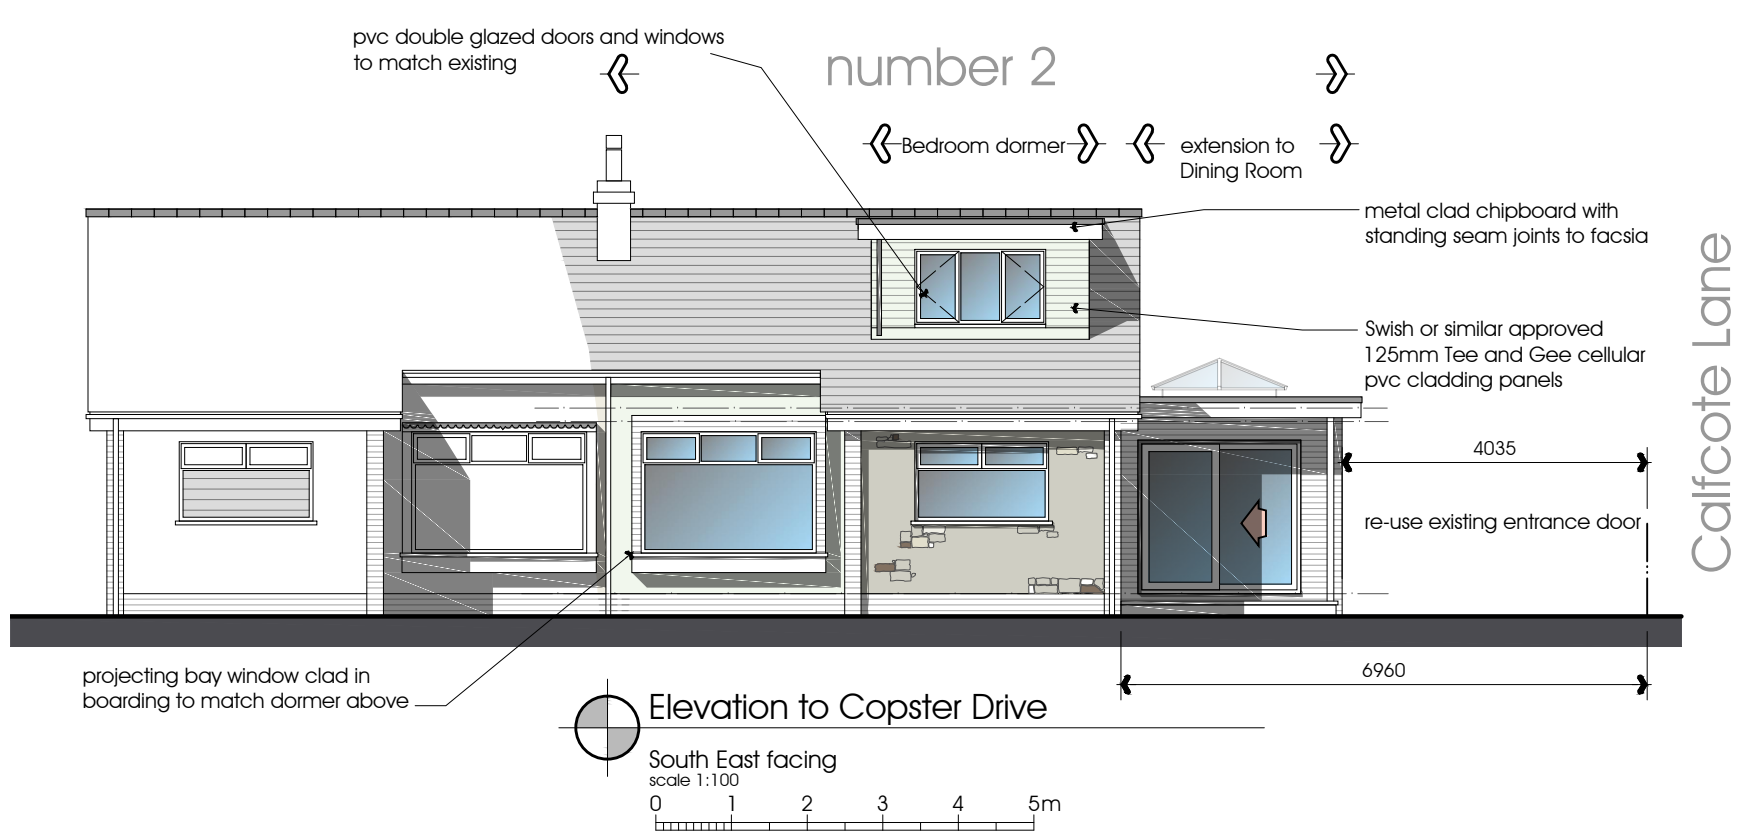 pvc double glazed doors and windows
to match existing
number 2
Bedroom dormer
extension to
Dining Room
metal clad chipboard with
standing seam joints to facsia
Swish or similar approved
125mm Tee and Gee cellular
pvc cladding panels
Calfcote Lane
4035
re-use existing entrance door
6960
projecting bay window clad in
boarding to match dormer above
Elevation to Copster Drive
South East facing
scale 1:100
0 1 2 3 4 5m